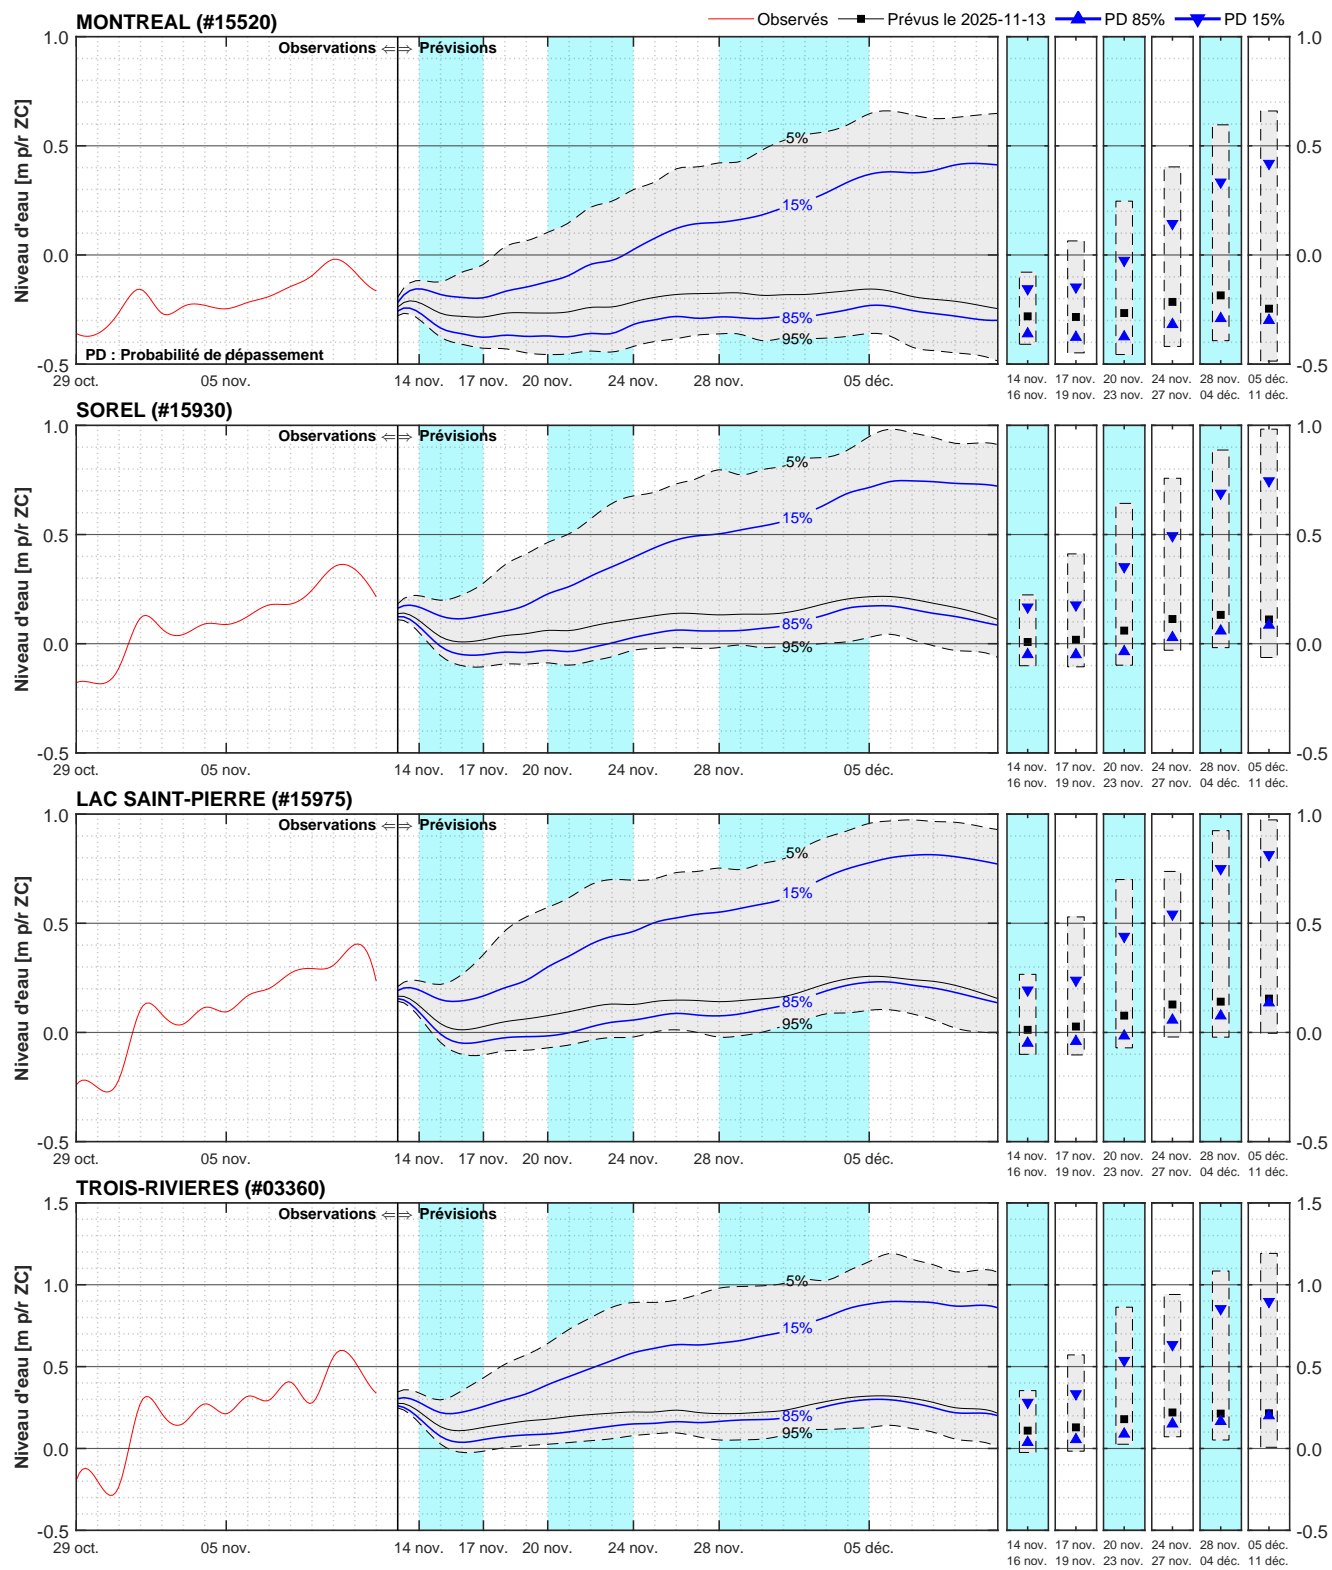 MONTREAL (#15520)
Observés Prévus le 2025-11-13 PD 85% PD 15%
Observations ⇐⇒ Prévisions
Niveau d'eau [m p/r ZC]
1.0 0.5 0.0 -0.5
5%
15%
85%
95%
PD : Probabilité de dépassement
29 oct. 05 nov. 14 nov. 17 nov. 20 nov. 24 nov. 28 nov. 05 déc.
14 nov. 17 nov. 20 nov. 24 nov. 28 nov. 05 déc.
16 nov. 19 nov. 23 nov. 27 nov. 04 déc. 11 déc.
1.0 0.5 0.0 -0.5
SOREL (#15930)
Observations ⇐⇒ Prévisions
Niveau d'eau [m p/r ZC]
1.0 0.5 0.0 -0.5
5%
15%
85%
95%
29 oct. 05 nov. 14 nov. 17 nov. 20 nov. 24 nov. 28 nov. 05 déc.
14 nov. 17 nov. 20 nov. 24 nov. 28 nov. 05 déc.
16 nov. 19 nov. 23 nov. 27 nov. 04 déc. 11 déc.
1.0 0.5 0.0 -0.5
LAC SAINT-PIERRE (#15975)
Observations ⇐⇒ Prévisions
Niveau d'eau [m p/r ZC]
1.0 0.5 0.0 -0.5
5%
15%
85%
95%
29 oct. 05 nov. 14 nov. 17 nov. 20 nov. 24 nov. 28 nov. 05 déc.
14 nov. 17 nov. 20 nov. 24 nov. 28 nov. 05 déc.
16 nov. 19 nov. 23 nov. 27 nov. 04 déc. 11 déc.
1.0 0.5 0.0 -0.5
TROIS-RIVIERES (#03360)
Observations ⇐⇒ Prévisions
Niveau d'eau [m p/r ZC]
1.5 1.0 0.5 0.0 -0.5
5%
15%
85%
95%
29 oct. 05 nov. 14 nov. 17 nov. 20 nov. 24 nov. 28 nov. 05 déc.
14 nov. 17 nov. 20 nov. 24 nov. 28 nov. 05 déc.
16 nov. 19 nov. 23 nov. 27 nov. 04 déc. 11 déc.
1.5 1.0 0.5 0.0 -0.5